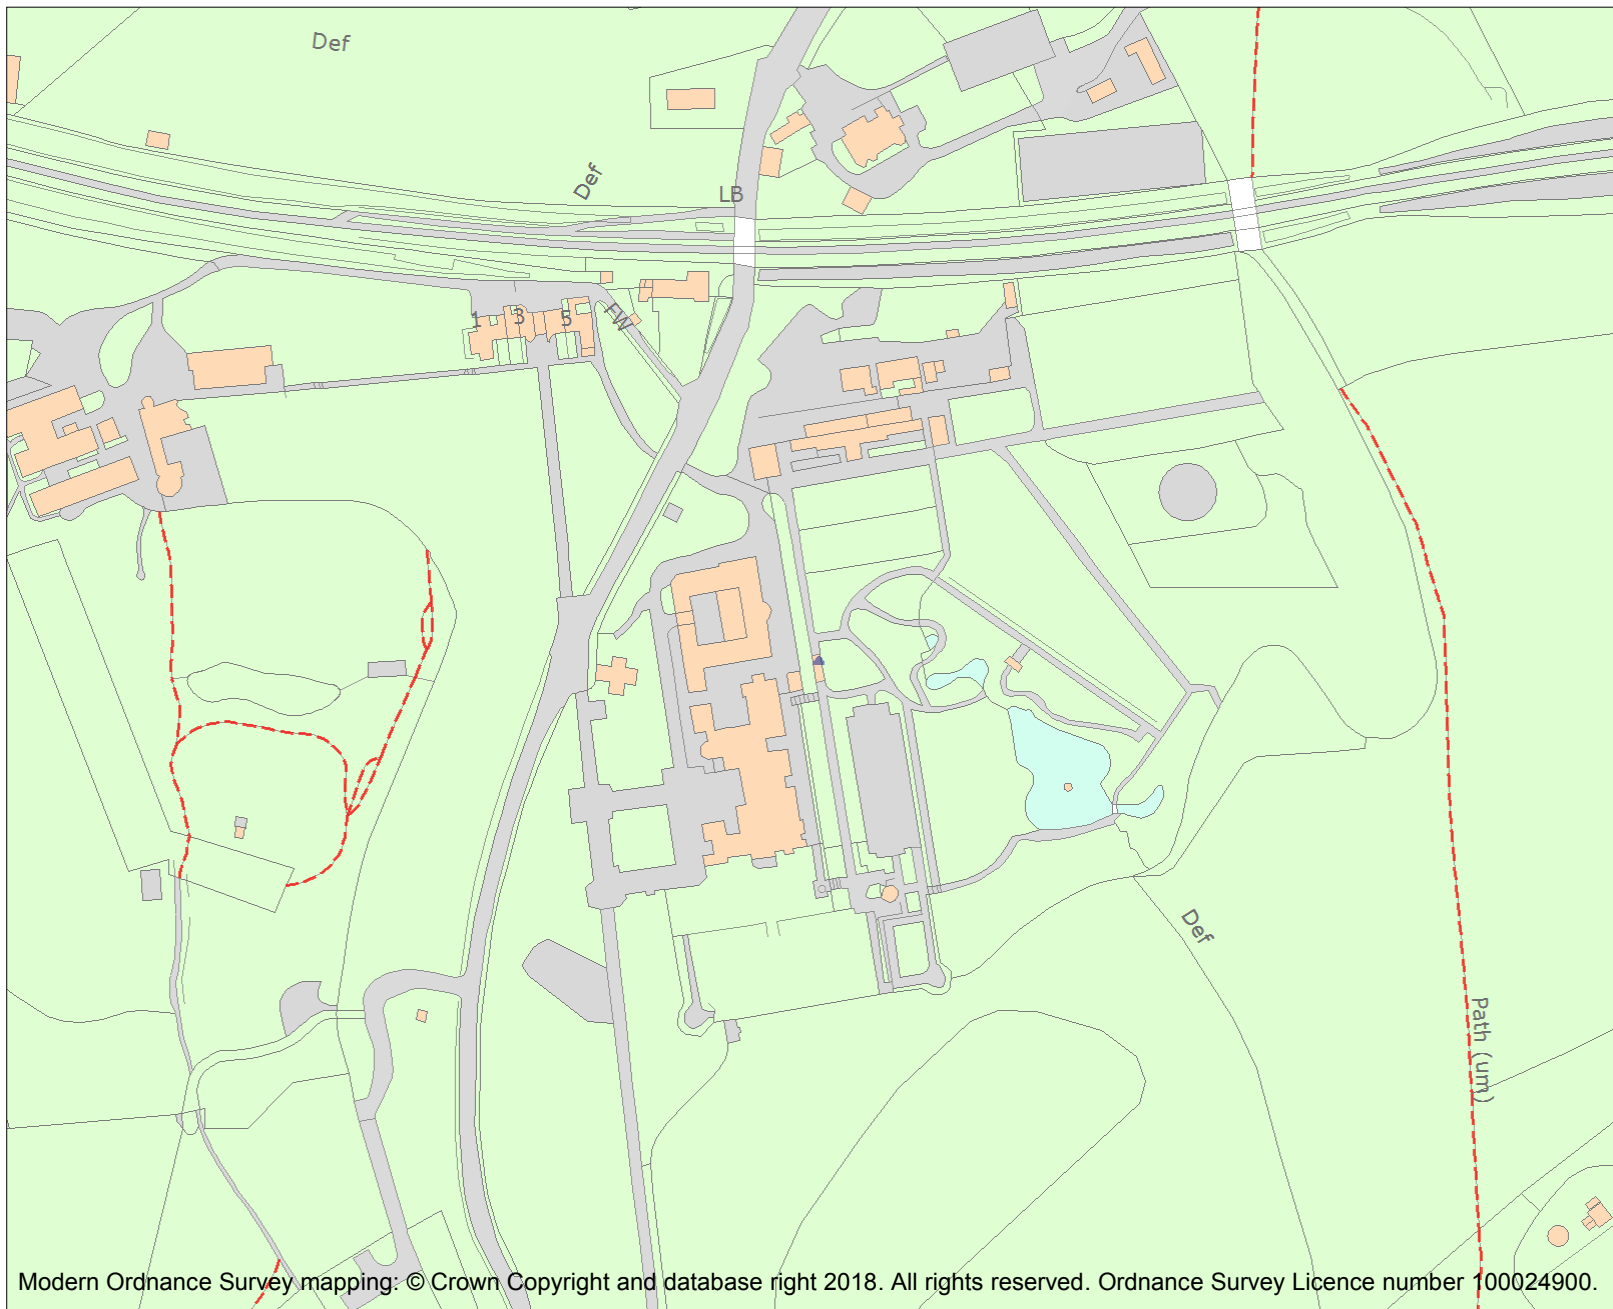 Def
Def
LB
1 3 5
FW
Def
Path (um)
Modern Ordnance Survey mapping: © Crown Copyright and database right 2018. All rights reserved. Ordnance Survey Licence number 100024900.